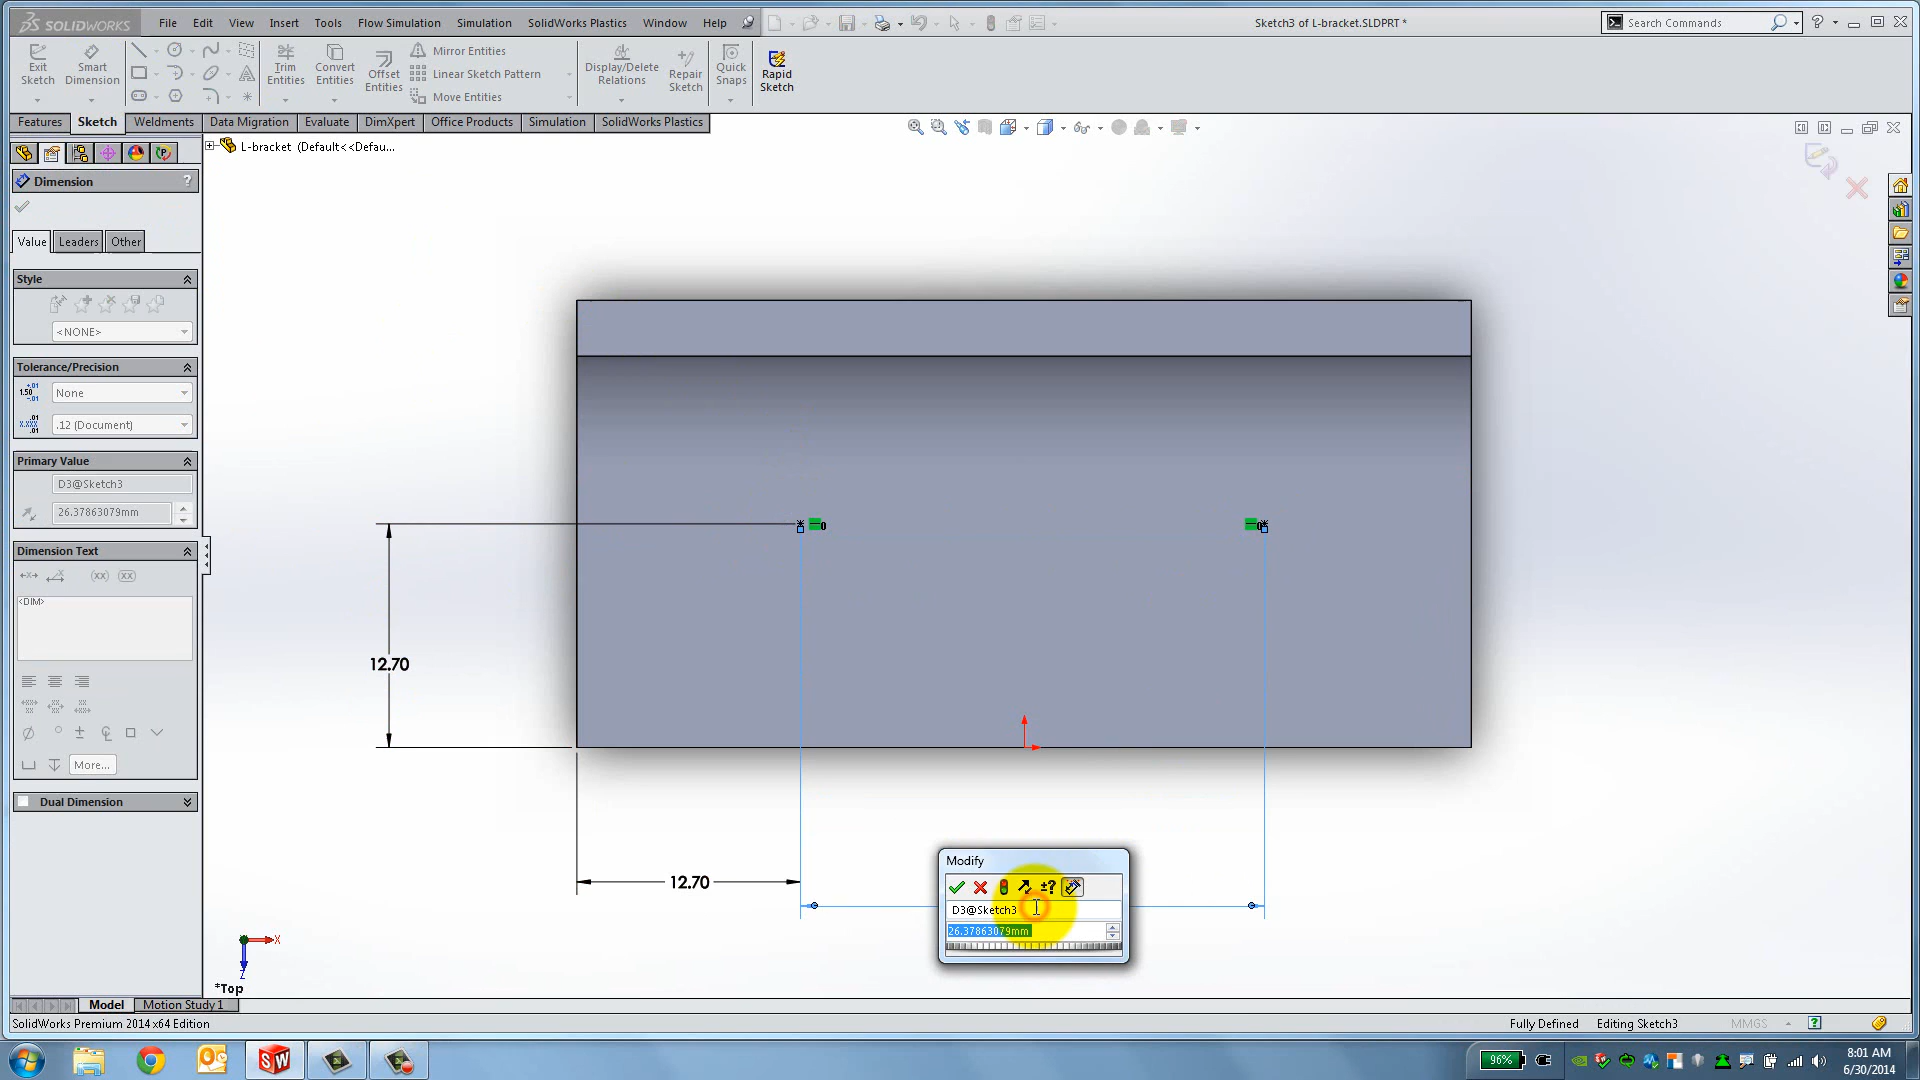 SOLIDWORKS File Edit View Insert Tools Flow Simulation Simulation SolidWorks Plastics Window Help Sketch3 of L-bracket.SLDPRT * Search Commands
Exit Sketch
Smart Dimension
Trim Entities
Convert Entities
Offset Entities
Mirror Entities
Linear Sketch Pattern
Move Entities
Display/Delete Relations
Repair Sketch
Quick Snaps
Rapid Sketch
Features Sketch Weldments Data Migration Evaluate DimXpert Office Products Simulation SolidWorks Plastics
L-bracket (Default<<Defau...
Dimension ?
Value Leaders Other
Style
<NONE>
Tolerance/Precision
None
.12 (Document)
Primary Value
D3@Sketch3
26.37863079mm
Dimension Text
(xx) (xx)
<DIM>
More...
Dual Dimension
12.70
12.70
0
0
Modify
±?
D3@Sketch3
26.37863079mm
X
Z
*Top
Model Motion Study 1
SolidWorks Premium 2014 x64 Edition Fully Defined Editing Sketch3 MMGS
96%
8:01 AM
6/30/2014